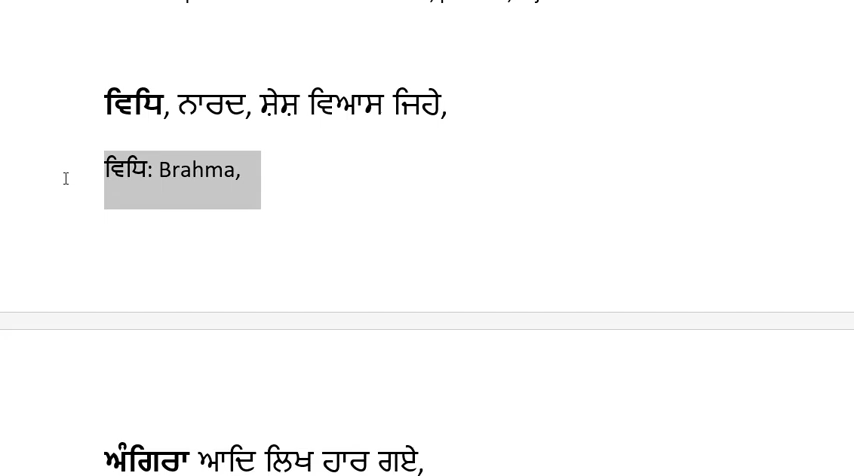 ਵਿਧਿ, ਨਾਰਦ, ਸ਼ੇਸ਼ ਵਿਆਸ ਜਿਹੇ,
ਵਿਧਿ: Brahma,
ਅੰਗਿਰਾ ਆਦਿ ਲਿਖ ਹਾਰ ਗਏ,